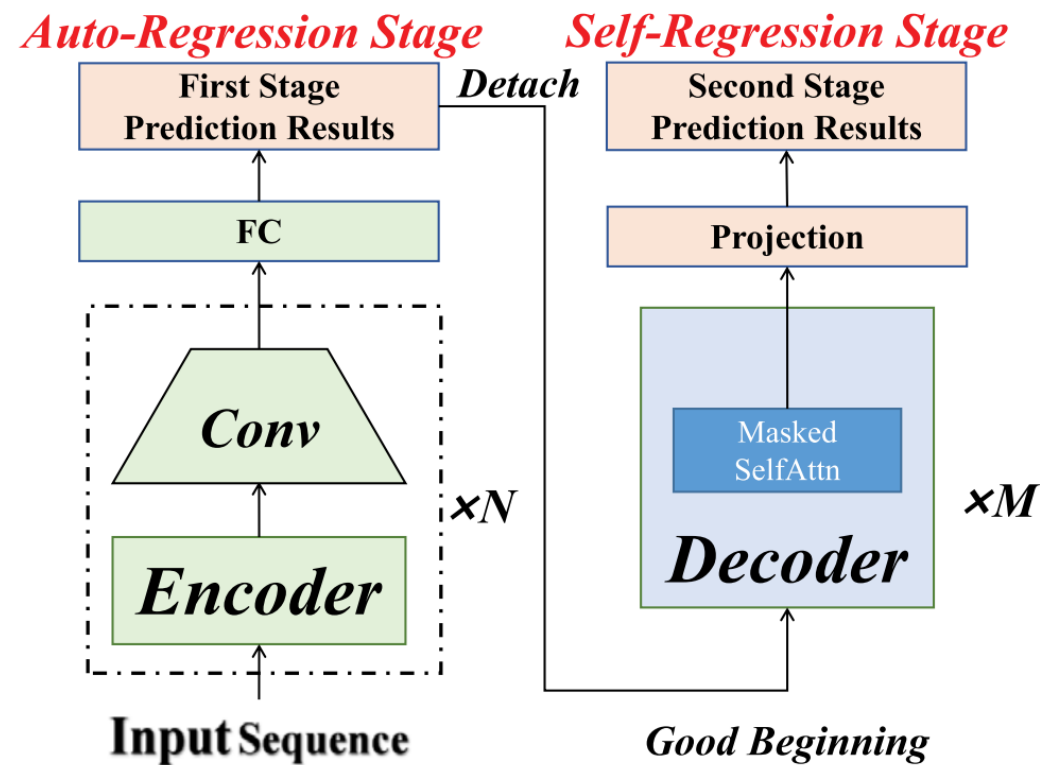 Auto-Regression Stage
First Stage
Prediction Results
FC
Conv
×N
Encoder
Input Sequence
Detach
Self-Regression Stage
Second Stage
Prediction Results
Projection
Masked
SelfAttn
×M
Decoder
Good Beginning